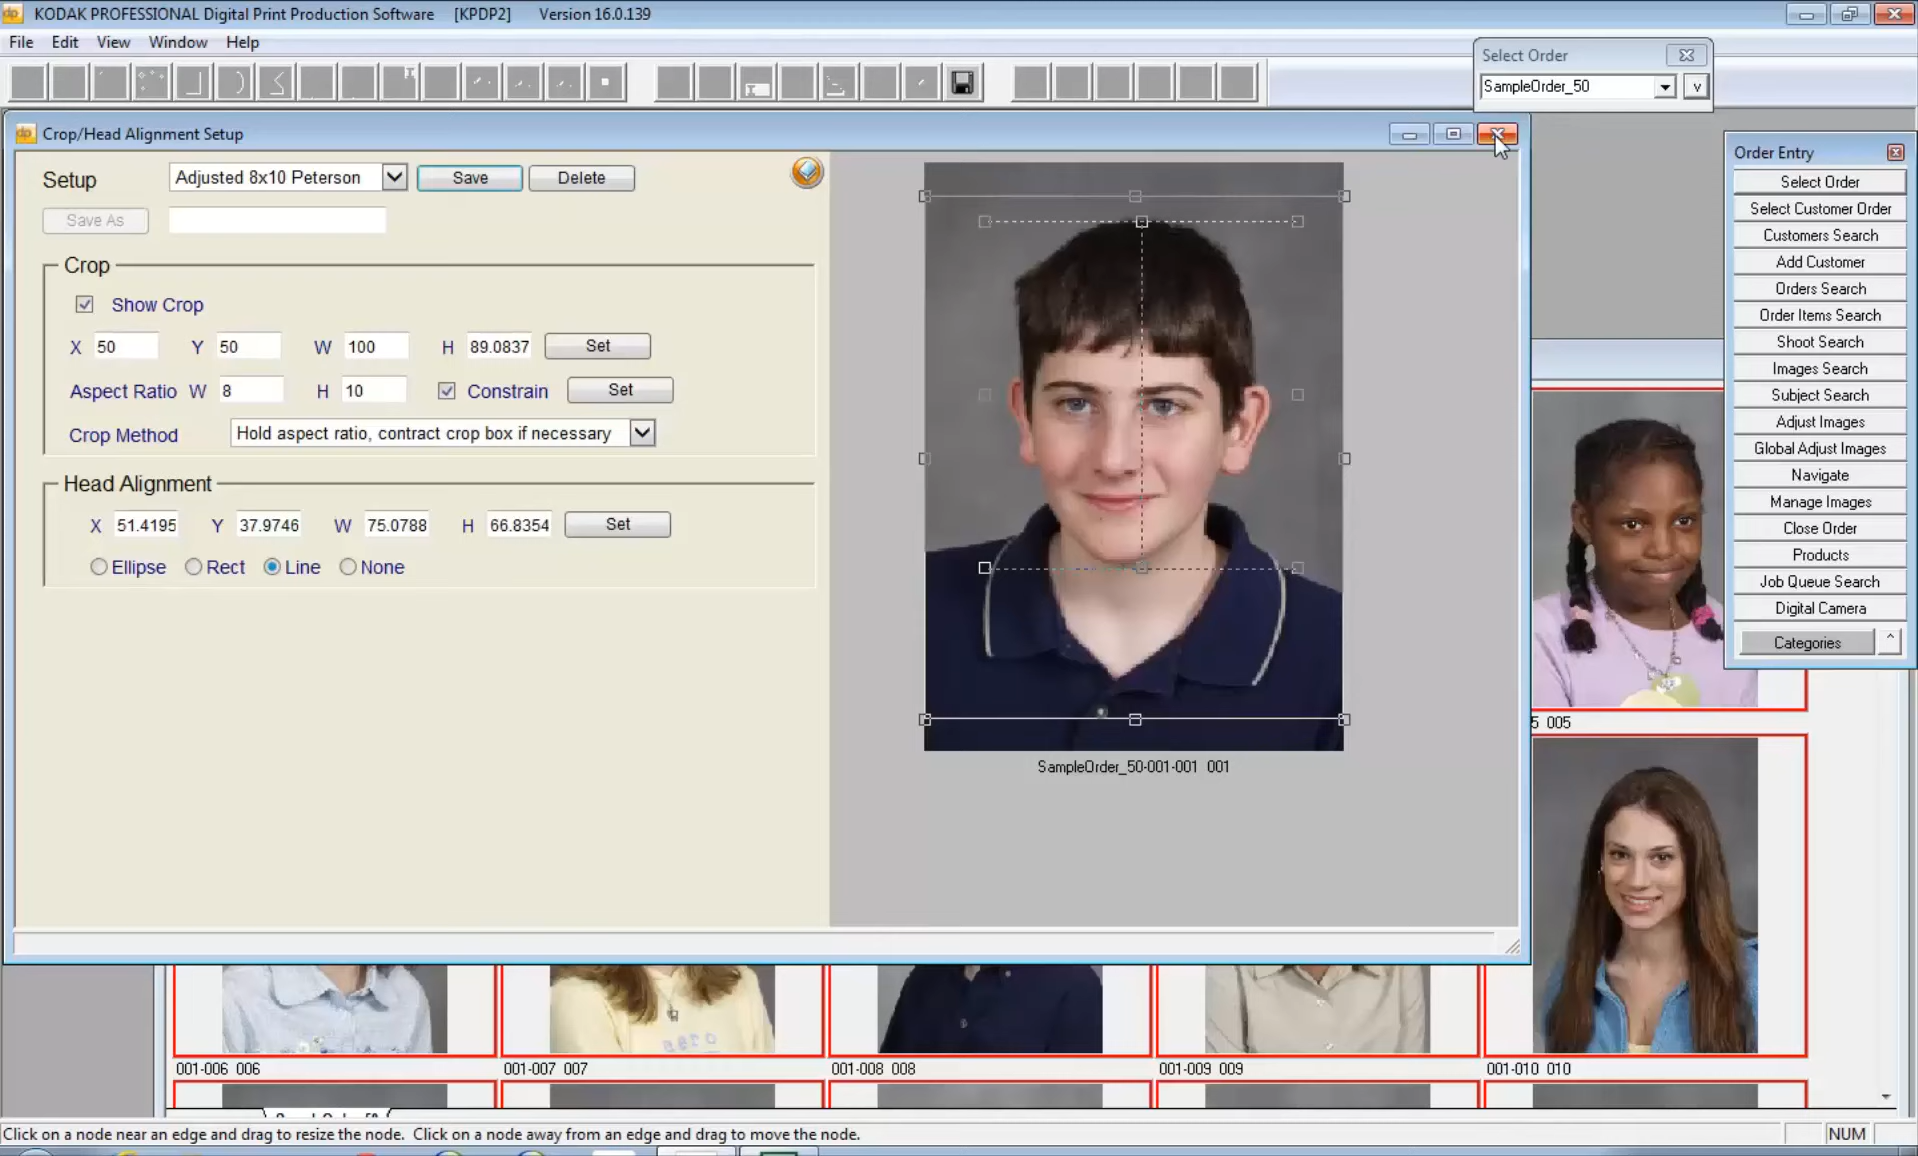 KODAK PROFESSIONAL Digital Print Production Software [KPDP2] Version 16.0.139
File Edit View Window Help
Select Order
SampleOrder_50
v
Crop/Head Alignment Setup
Setup Adjusted 8x10 Peterson Save Delete
Save As
Crop
Show Crop
X 50 Y 50 W 100 H 89.0837 Set
Aspect Ratio W 8 H 10 Constrain Set
Crop Method Hold aspect ratio, contract crop box if necessary
Head Alignment
X 51.4195 Y 37.9746 W 75.0788 H 66.8354 Set
Ellipse Rect Line None
SampleOrder_50-001-001 001
Order Entry
Select Order
Select Customer Order
Customers Search
Add Customer
Orders Search
Order Items Search
Shoot Search
Images Search
Subject Search
Adjust Images
Global Adjust Images
Navigate
Manage Images
Close Order
Products
Job Queue Search
Digital Camera
Categories ^
5 005
001-006 006
001-007 007
001-008 008
001-009 009
001-010 010
Click on a node near an edge and drag to resize the node. Click on a node away from an edge and drag to move the node.
NUM